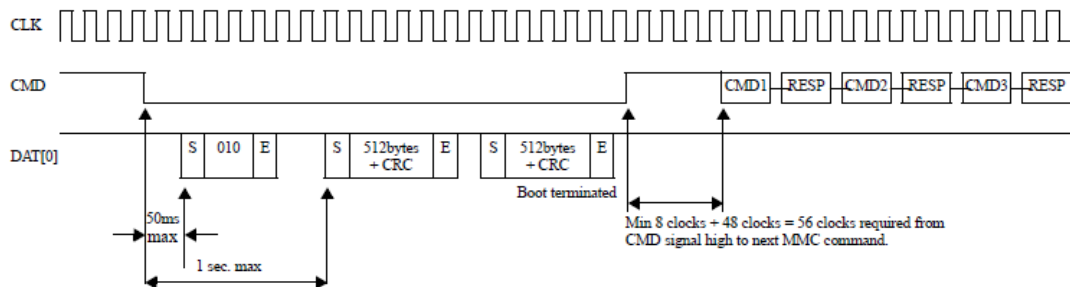 CLK
CMD
CMD1 RESP CMD2 RESP CMD3 RESP
DAT[0]
S 010 E S 512bytes + CRC E S 512bytes + CRC E
Boot terminated
50ms
max
Min 8 clocks + 48 clocks = 56 clocks required from
CMD signal high to next MMC command.
1 sec. max